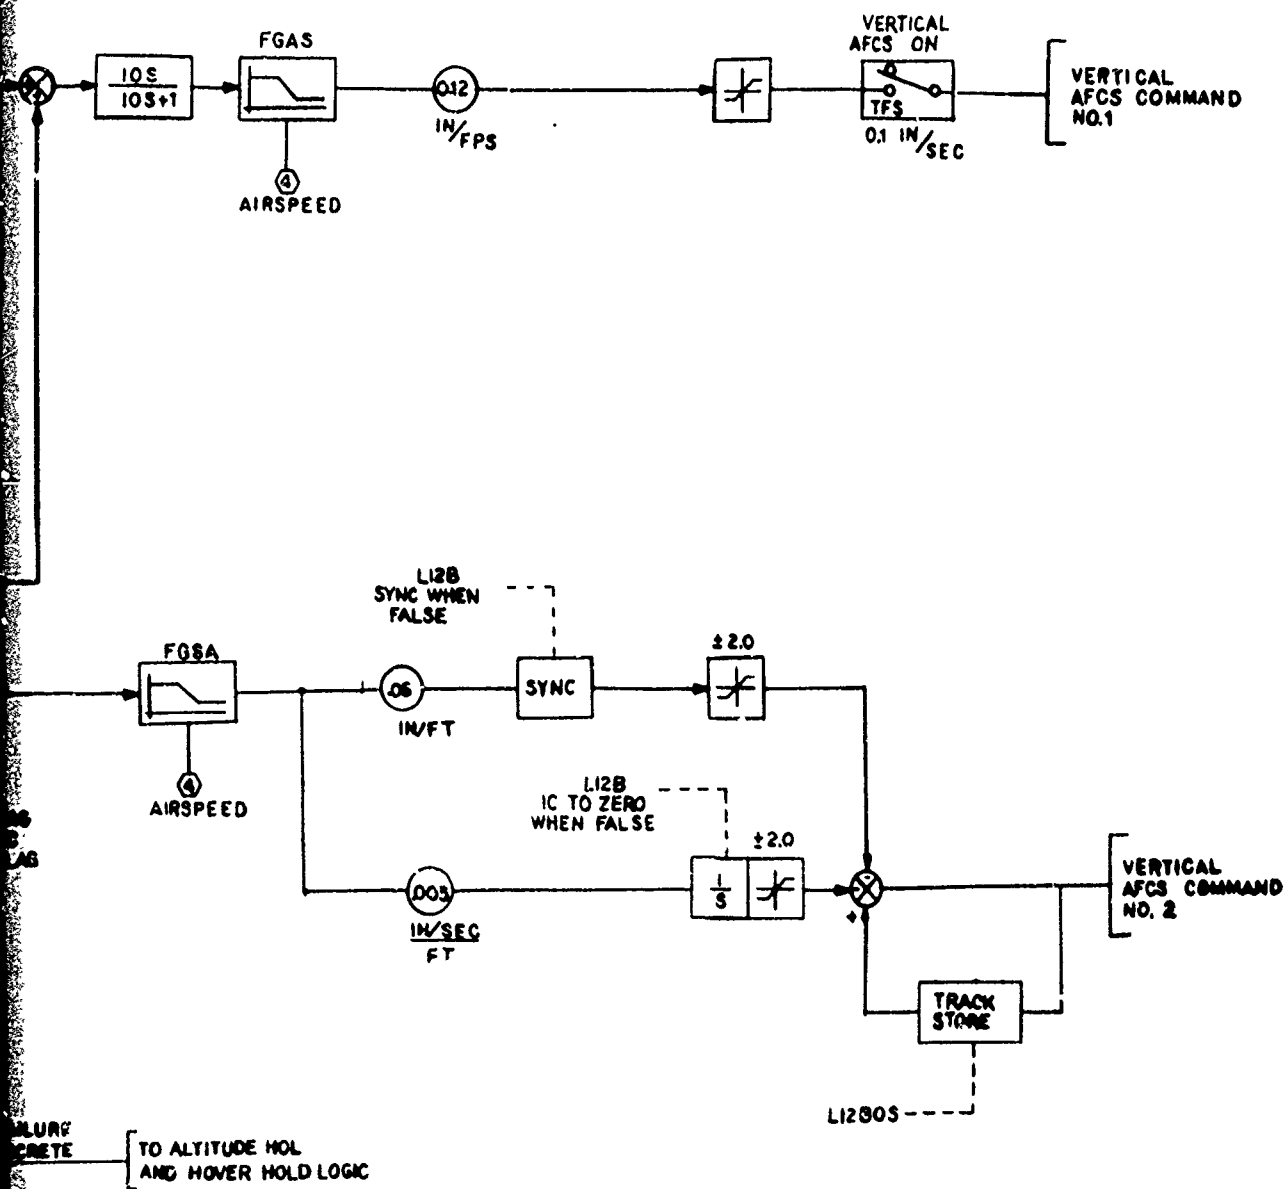 FGAS
VERTICAL
AFCS ON
10S
10S+1
0.12
IN/FPS
TFS
0.1 IN/SEC
VERTICAL
AFCS COMMAND
NO.1
4
AIRSPEED
L12B
SYNC WHEN
FALSE
FGSA
.06
IN/FT
SYNC
±2.0
4
AIRSPEED
L12B
IC TO ZERO
WHEN FALSE
±2.0
.003
IN/SEC
FT
1
S
-
+
VERTICAL
AFCS COMMAND
NO. 2
LAG
TRACK
STORE
L12BOS
TO ALTITUDE HOL
AND HOVER HOLD LOGIC